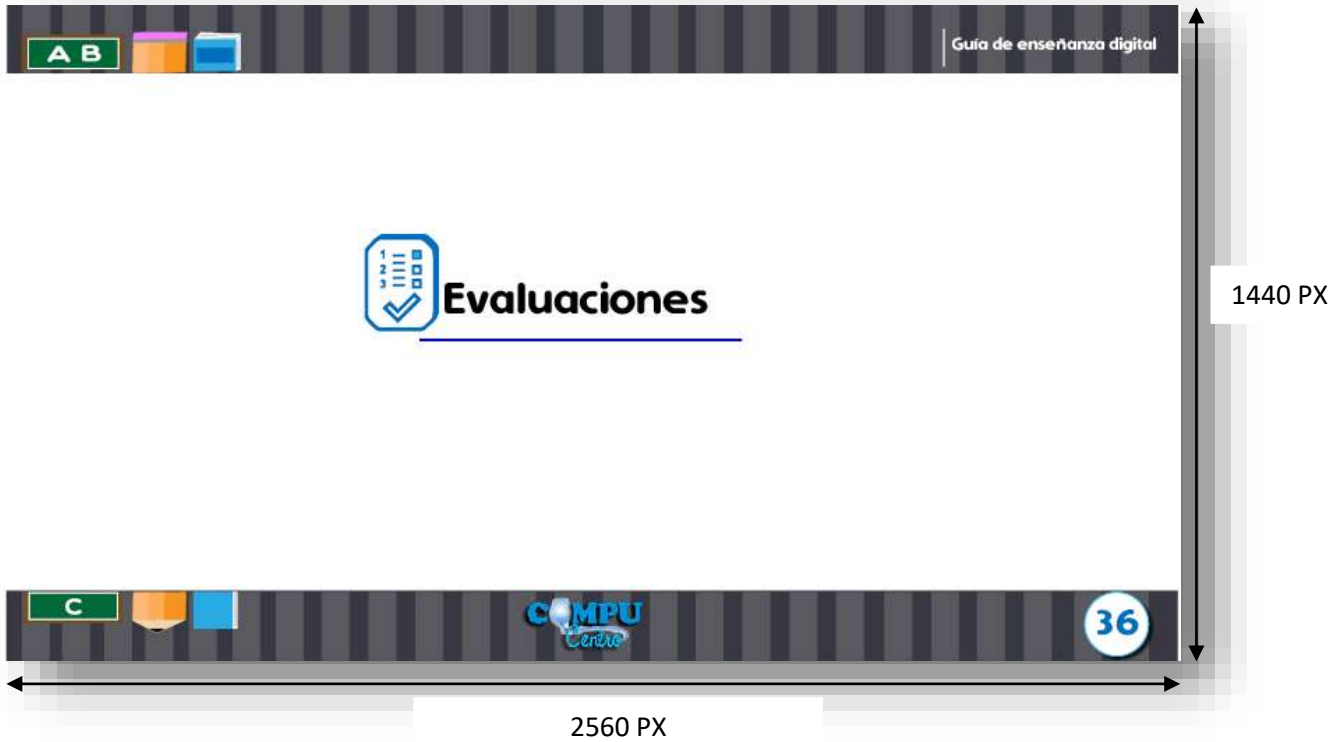 A B
Guía de enseñanza digital
1
2
3
Evaluaciones
1440 PX
C
COMPU
Centro
36
2560 PX